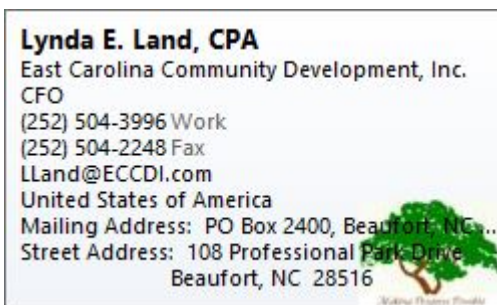 Lynda E. Land, CPA
East Carolina Community Development, Inc.
CFO
(252) 504-3996 Work
(252) 504-2248 Fax
LLand@ECCDI.com
United States of America
Mailing Address: PO Box 2400, Beaufort, NC...
Street Address: 108 Professional Park Drive
Beaufort, NC 28516